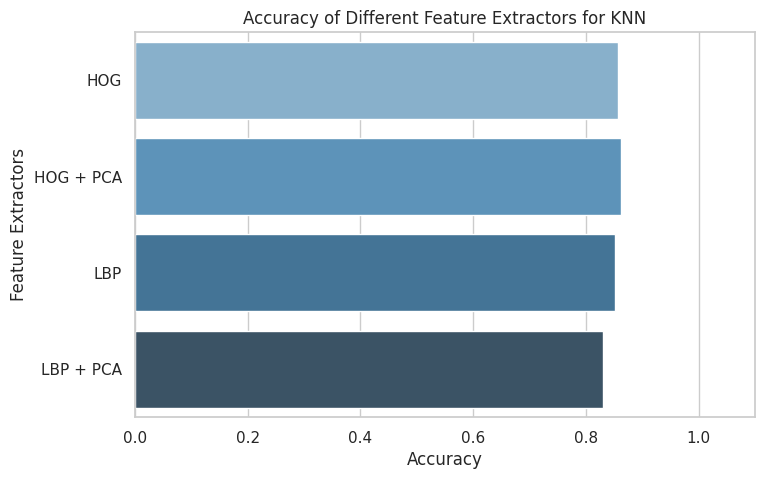 Accuracy of Different Feature Extractors for KNN
Feature Extractors
HOG
HOG + PCA
LBP
LBP + PCA
0.0 0.2 0.4 0.6 0.8 1.0
Accuracy